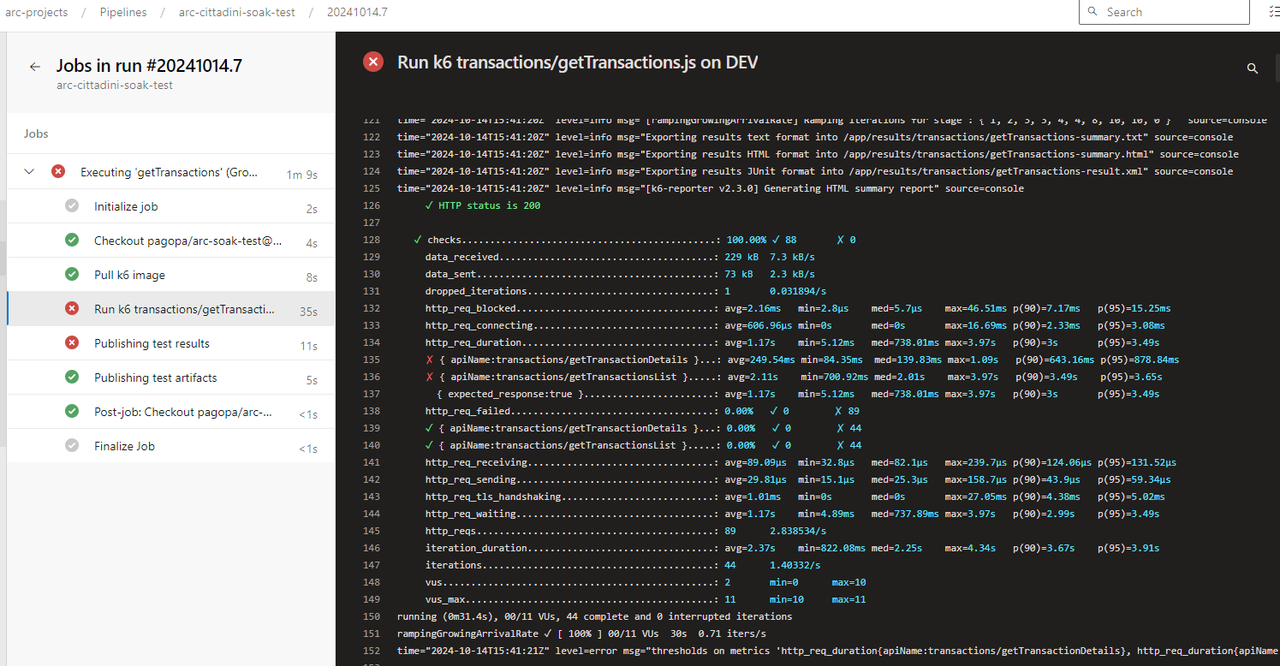 arc-projects / Pipelines / arc-cittadini-soak-test / 20241014.7
Search
Jobs in run #20241014.7
arc-cittadini-soak-test
Jobs
Executing 'getTransactions' (Gro... 1m 9s
Initialize job 2s
Checkout pagopa/arc-soak-test@... 4s
Pull k6 image 8s
Run k6 transactions/getTransacti... 35s
Publishing test results 11s
Publishing test artifacts 5s
Post-job: Checkout pagopa/arc-... <1s
Finalize Job <1s
Run k6 transactions/getTransactions.js on DEV
121 time="2024-10-14T15:41:20Z" level=info msg="[rampingGrowingArrivalRate] Ramping iterations for stage : { 1, 2, 3, 3, 4, 4, 8, 10, 10, 0 }" source=console
122 time="2024-10-14T15:41:20Z" level=info msg="Exporting results text format into /app/results/transactions/getTransactions-summary.txt" source=console
123 time="2024-10-14T15:41:20Z" level=info msg="Exporting results HTML format into /app/results/transactions/getTransactions-summary.html" source=console
124 time="2024-10-14T15:41:20Z" level=info msg="Exporting results JUnit format into /app/results/transactions/getTransactions-result.xml" source=console
125 time="2024-10-14T15:41:20Z" level=info msg="[k6-reporter v2.3.0] Generating HTML summary report" source=console
126 ✓ HTTP status is 200
127
128 ✓ checks.........................................: 100.00% ✓ 88 ✗ 0
129 data_received..................................: 229 kB 7.3 kB/s
130 data_sent......................................: 73 kB 2.3 kB/s
131 dropped_iterations.............................: 1 0.031894/s
132 http_req_blocked...............................: avg=2.16ms min=2.8µs med=5.7µs max=46.51ms p(90)=7.17ms p(95)=15.25ms
133 http_req_connecting............................: avg=606.96µs min=0s med=0s max=16.69ms p(90)=2.33ms p(95)=3.08ms
134 http_req_duration..............................: avg=1.17s min=5.12ms med=738.01ms max=3.97s p(90)=3s p(95)=3.49s
135 ✗ { apiName:transactions/getTransactionDetails }...: avg=249.54ms min=84.35ms med=139.83ms max=1.09s p(90)=643.16ms p(95)=878.84ms
136 ✗ { apiName:transactions/getTransactionsList }.....: avg=2.11s min=700.92ms med=2.01s max=3.97s p(90)=3.49s p(95)=3.65s
137 { expected_response:true }.....................: avg=1.17s min=5.12ms med=738.01ms max=3.97s p(90)=3s p(95)=3.49s
138 http_req_failed................................: 0.00% ✓ 0 ✗ 89
139 ✓ { apiName:transactions/getTransactionDetails }...: 0.00% ✓ 0 ✗ 44
140 ✓ { apiName:transactions/getTransactionsList }.....: 0.00% ✓ 0 ✗ 44
141 http_req_receiving.............................: avg=89.09µs min=32.8µs med=82.1µs max=239.7µs p(90)=124.06µs p(95)=131.52µs
142 http_req_sending...............................: avg=29.81µs min=15.1µs med=25.3µs max=158.7µs p(90)=43.9µs p(95)=59.34µs
143 http_req_tls_handshaking.......................: avg=1.01ms min=0s med=0s max=27.05ms p(90)=4.38ms p(95)=5.02ms
144 http_req_waiting...............................: avg=1.17s min=4.89ms med=737.89ms max=3.97s p(90)=2.99s p(95)=3.49s
145 http_reqs......................................: 89 2.838534/s
146 iteration_duration.............................: avg=2.37s min=822.08ms med=2.25s max=4.34s p(90)=3.67s p(95)=3.91s
147 iterations.....................................: 44 1.40332/s
148 vus............................................: 2 min=0 max=10
149 vus_max........................................: 11 min=10 max=11
150 running (0m31.4s), 00/11 VUs, 44 complete and 0 interrupted iterations
151 rampingGrowingArrivalRate ✓ [ 100% ] 00/11 VUs 30s 0.71 iters/s
152 time="2024-10-14T15:41:21Z" level=error msg="thresholds on metrics 'http_req_duration{apiName:transactions/getTransactionDetails}, http_req_duration{apiName